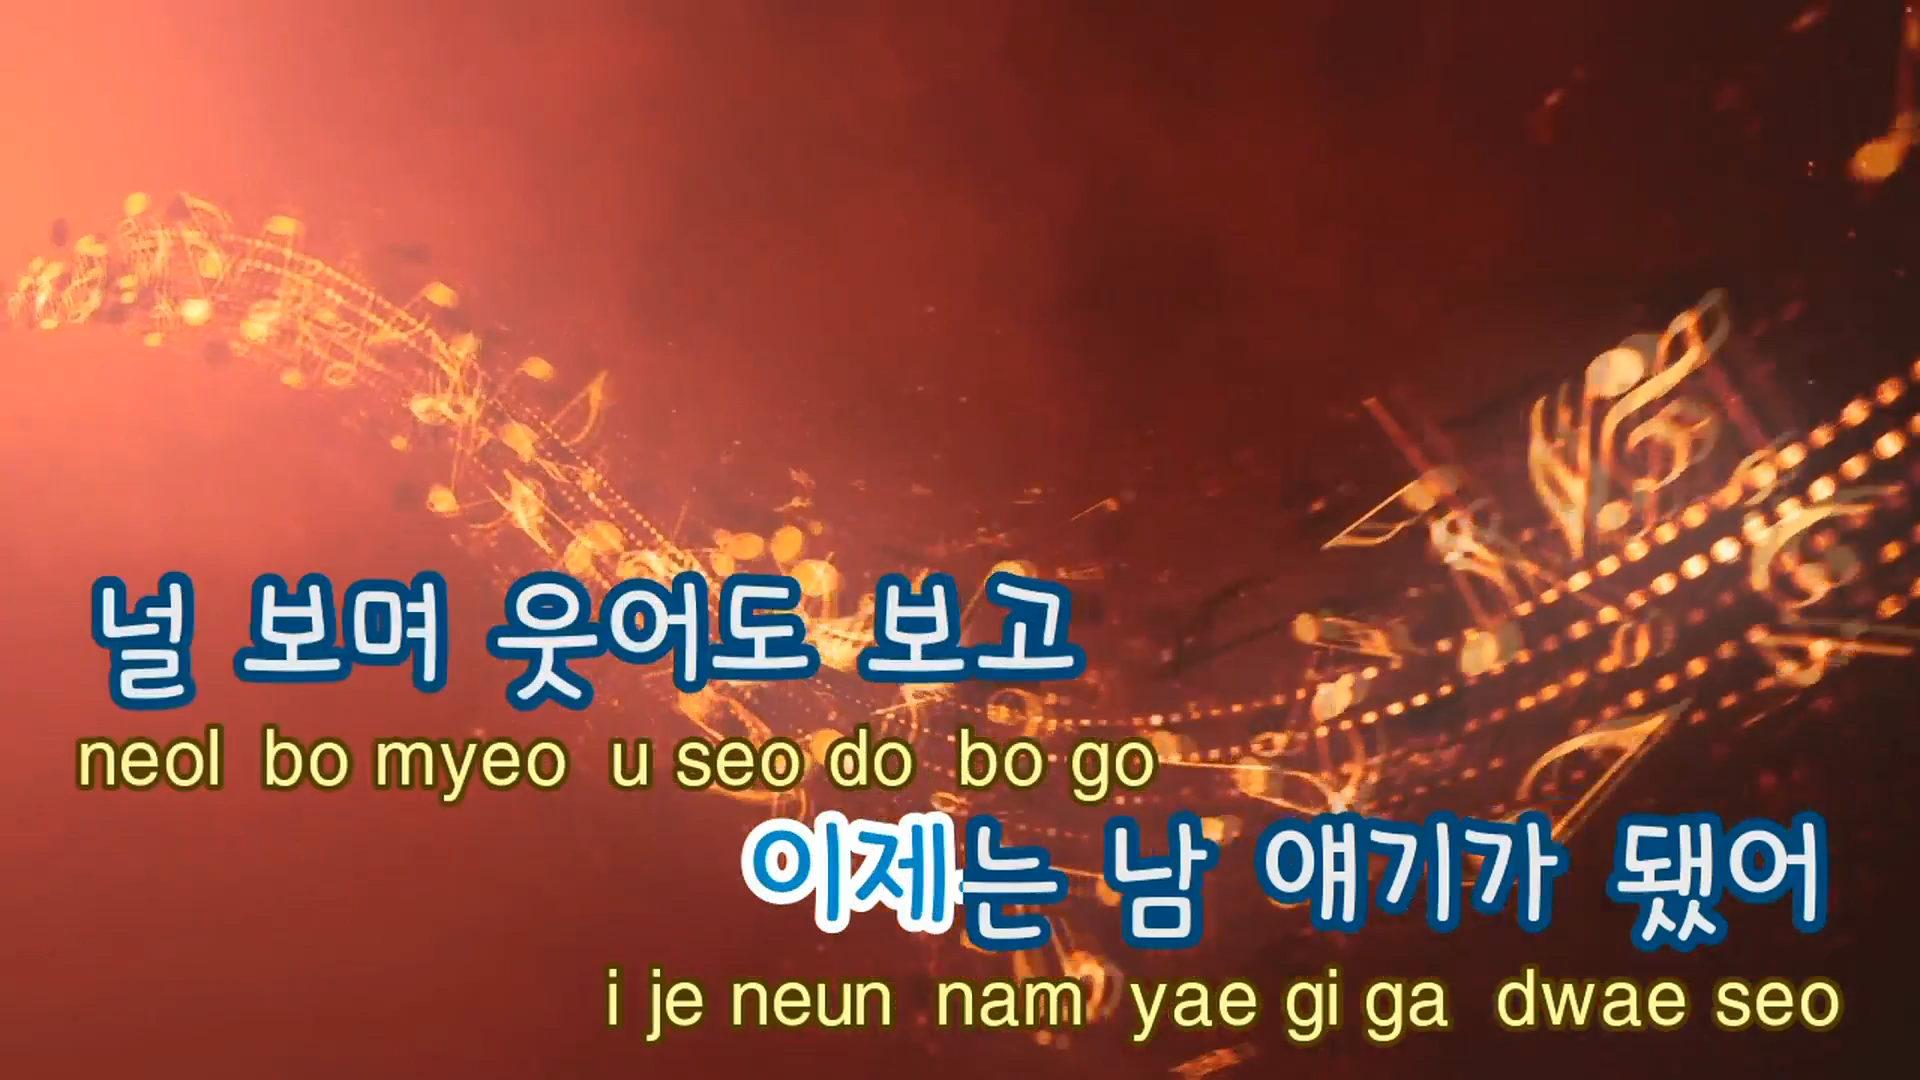 널 보며 웃어도 보고
neol bo myeo u seo do bo go
이제는 남 얘기가 됐어
i je neun nam yae gi ga dwae seo